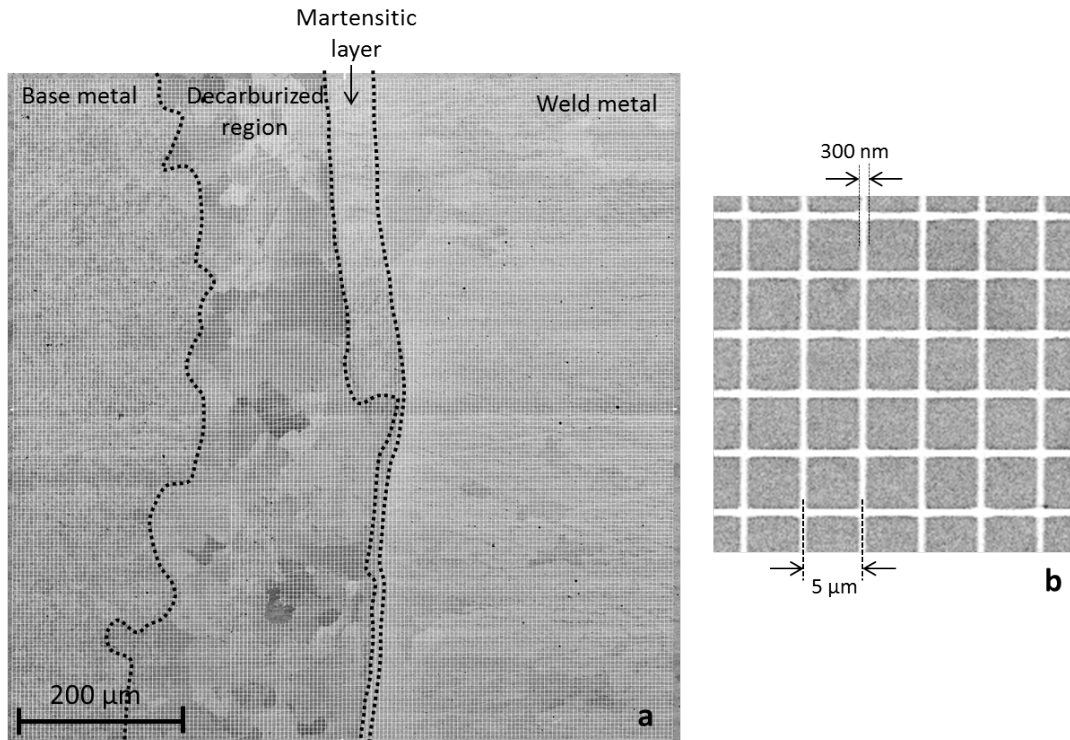 Martensitic
layer
Base metal
Decarburized
region
Weld metal
200 µm
a
300 nm
5 µm
b